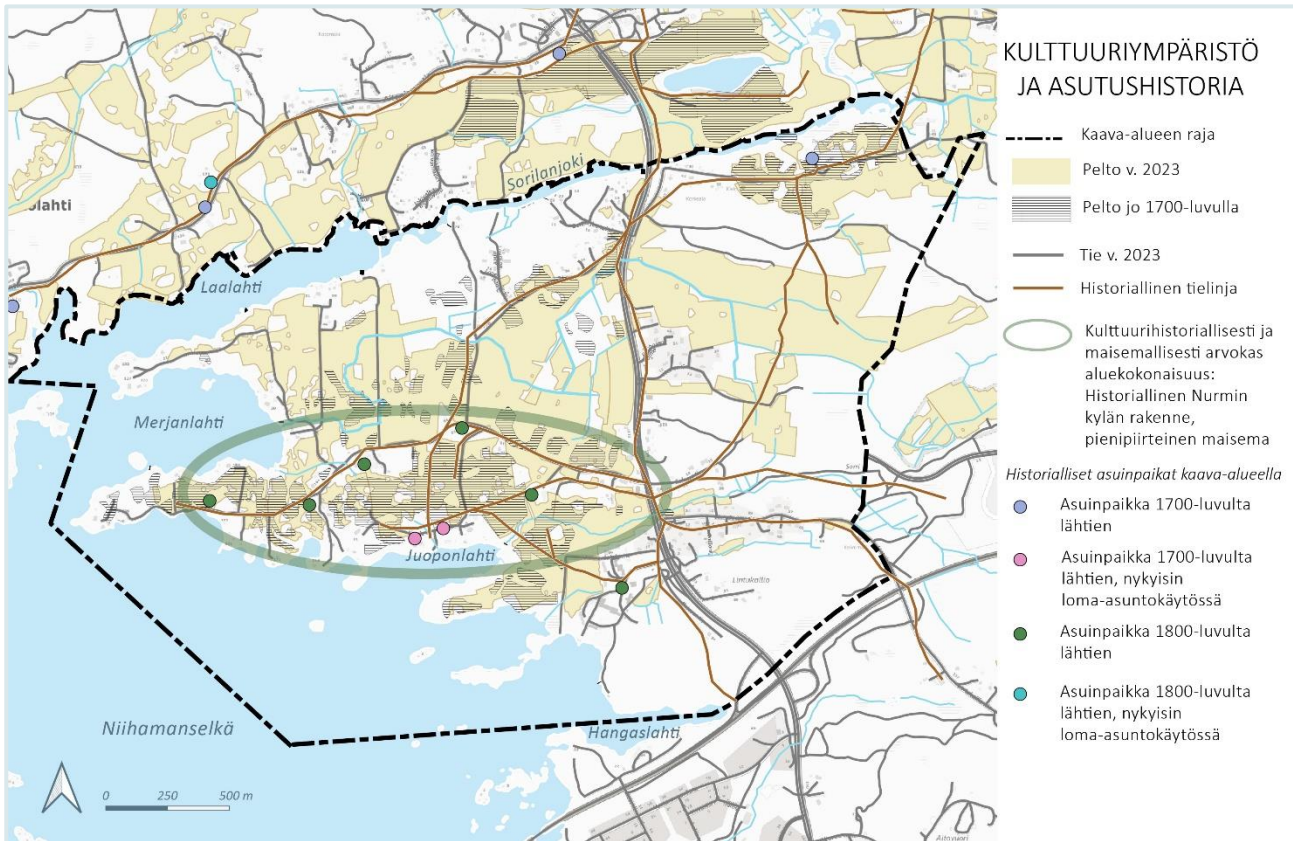 KULTTUURIYMPÄRISTÖ
JA ASUTUSHISTORIA
Kaava-alueen raja
Pelto v. 2023
Pelto jo 1700-luvulla
Tie v. 2023
Historiallinen tielinja
Kulttuurihistoriallisesti ja
maisemallisesti arvokas
aluekokonaisuus:
Historiallinen Nurmin
kylän rakenne,
pienipiirteinen maisema
Historialliset asuinpaikat kaava-alueella
Asuinpaikka 1700-luvulta
lähtien
Asuinpaikka 1700-luvulta
lähtien, nykyisin
loma-asuntokäytössä
Asuinpaikka 1800-luvulta
lähtien
Asuinpaikka 1800-luvulta
lähtien, nykyisin
loma-asuntokäytössä
Sorilanjoki
olahti
Laalahti
Merjanlahti
Juoponlahti
Lintukallio
Niihamanselkä
Hangaslahti
0 250 500 m